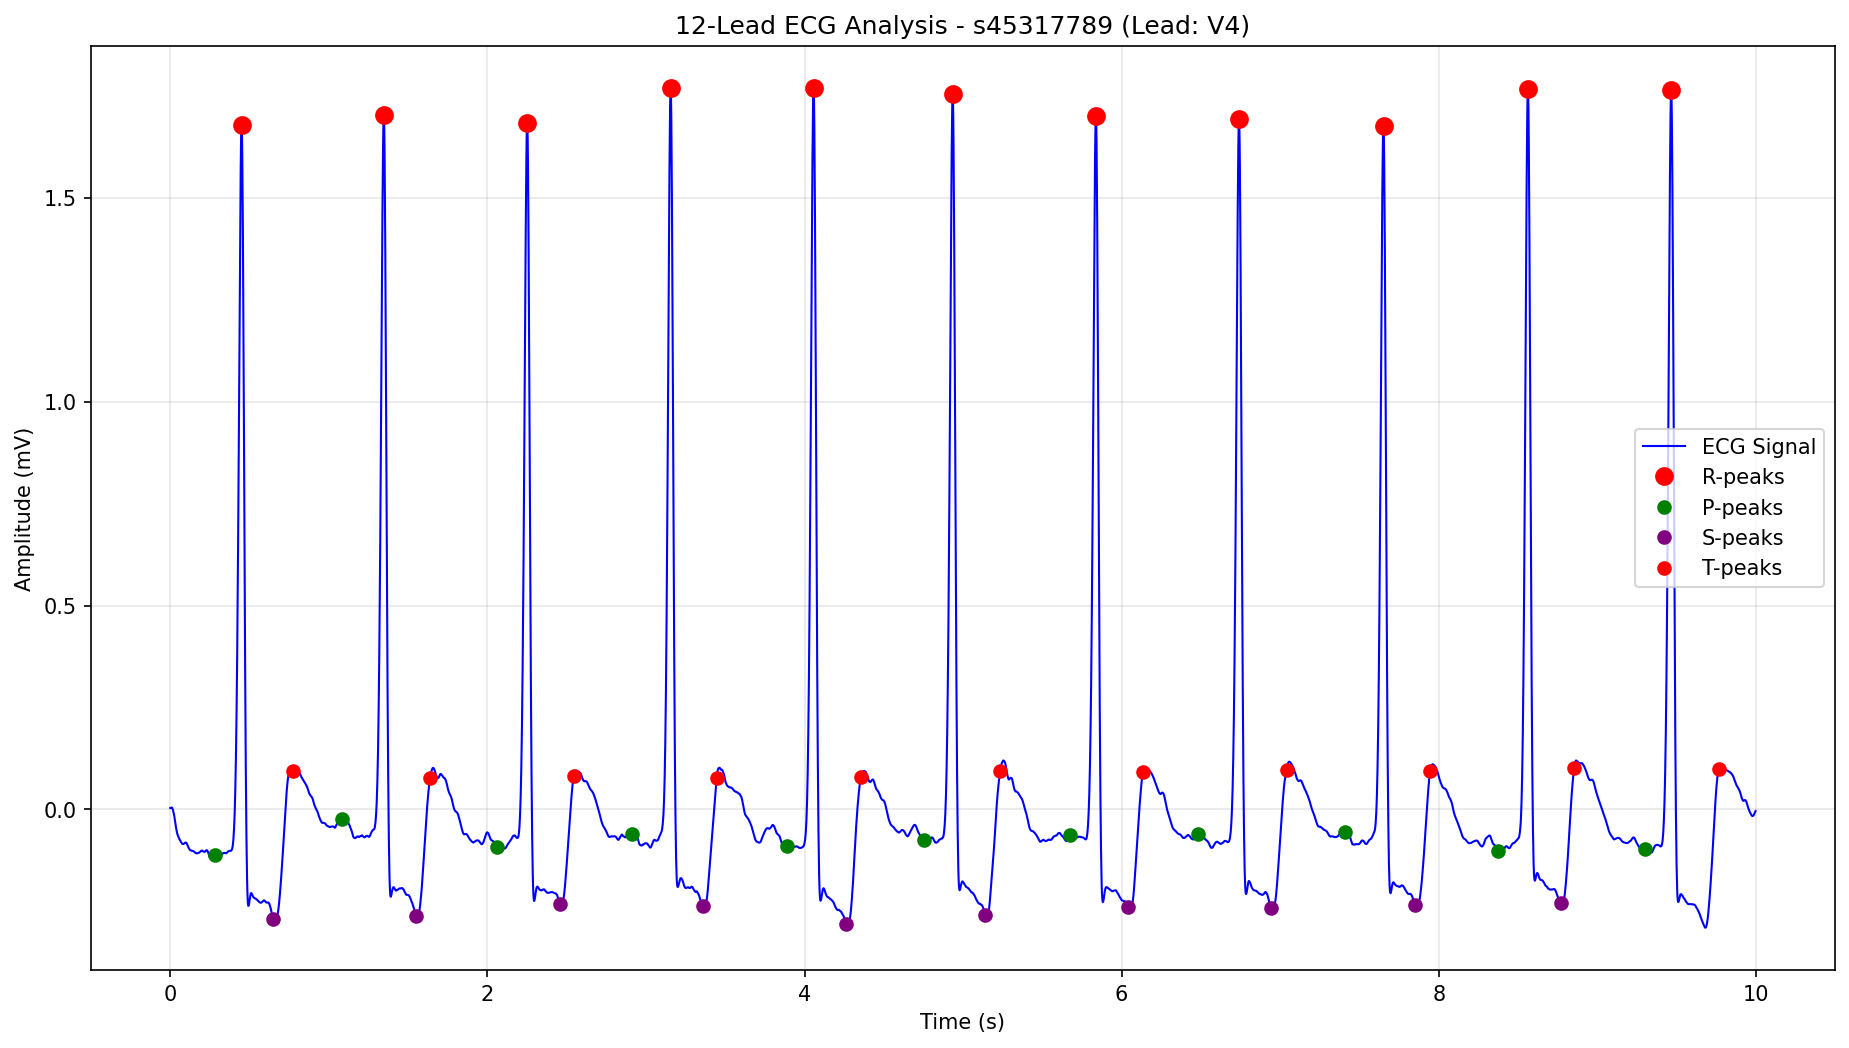 12-Lead ECG Analysis - s45317789 (Lead: V4)
Amplitude (mV)
1.5
1.0
0.5
0.0
ECG Signal
R-peaks
P-peaks
S-peaks
T-peaks
0 2 4 6 8 10
Time (s)